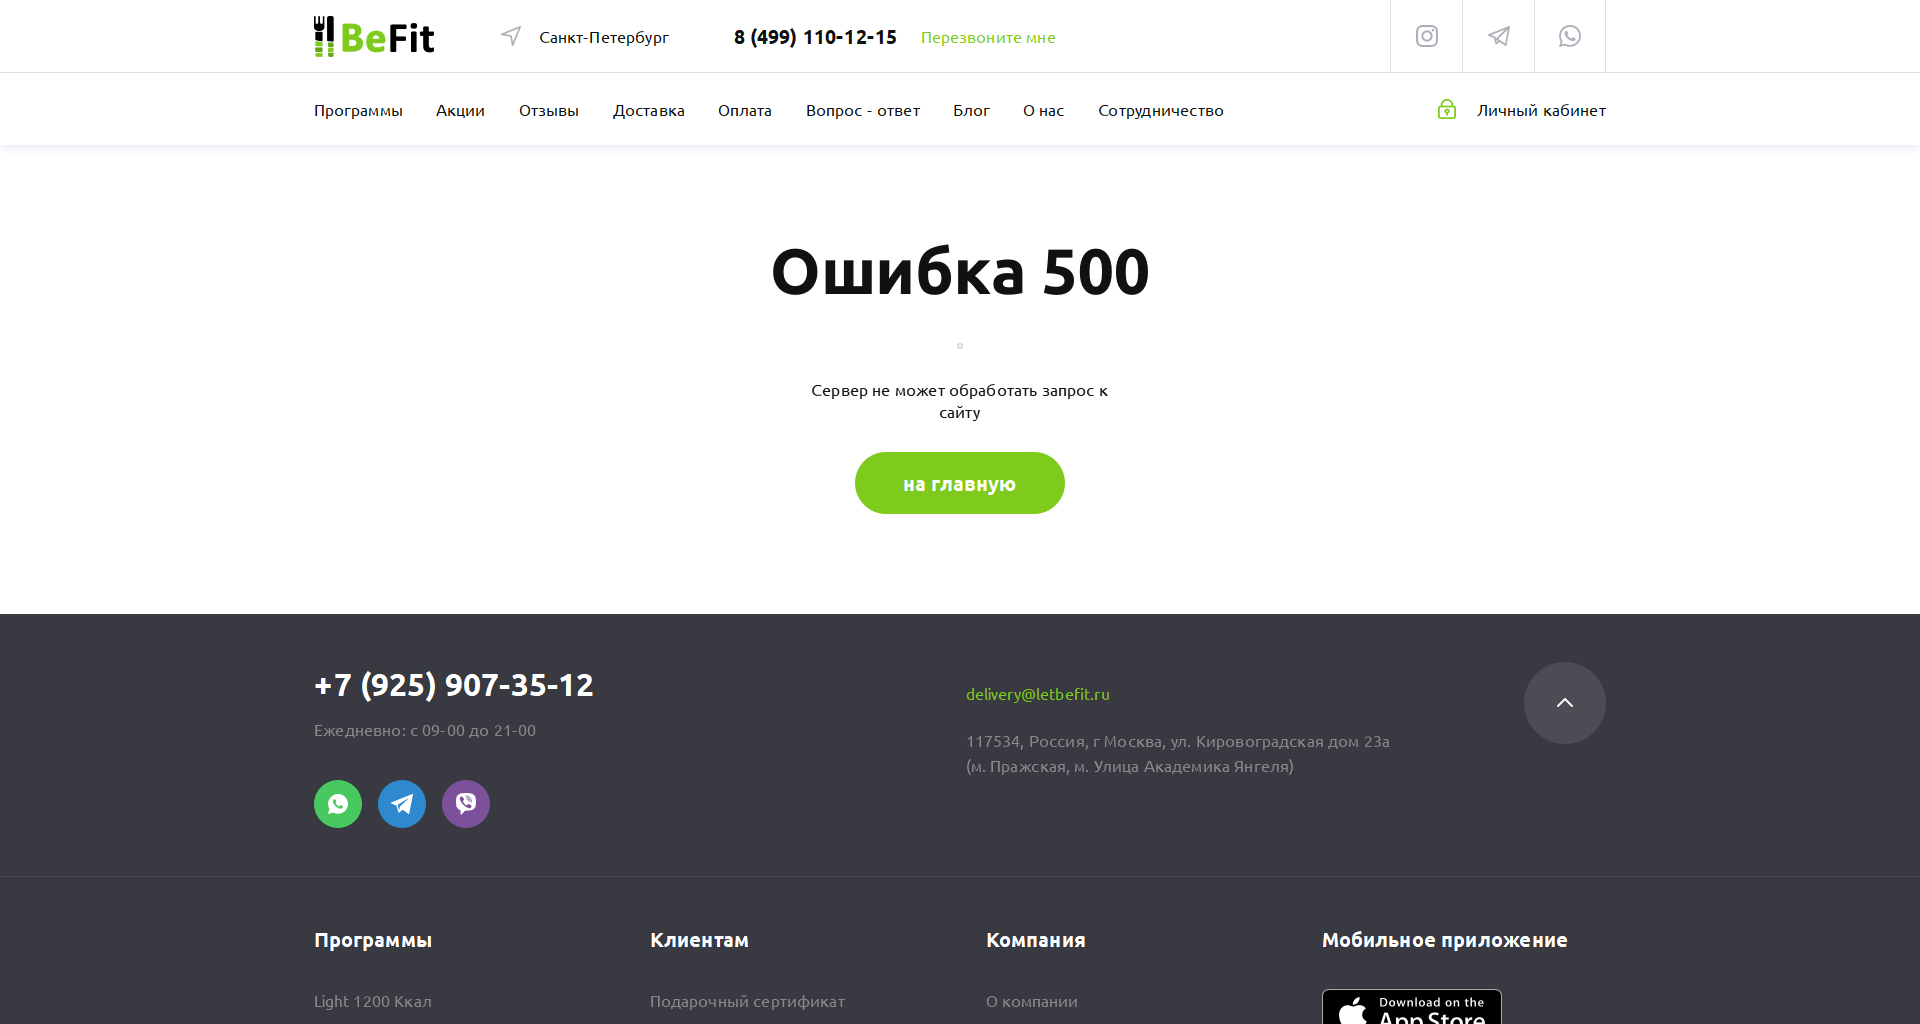 BeFit
Санкт-Петербург
8 (499) 110-12-15
Перезвоните мне
Программы
Акции
Отзывы
Доставка
Оплата
Вопрос - ответ
Блог
О нас
Сотрудничество
Личный кабинет
Ошибка 500
Сервер не может обработать запрос к
сайту
на главную
+7 (925) 907-35-12
Ежедневно: с 09-00 до 21-00
delivery@letbefit.ru
117534, Россия, г Москва, ул. Кировоградская дом 23а
(м. Пражская, м. Улица Академика Янгеля)
Программы
Клиентам
Компания
Мобильное приложение
Light 1200 Ккал
Подарочный сертификат
О компании
Download on the
App Store